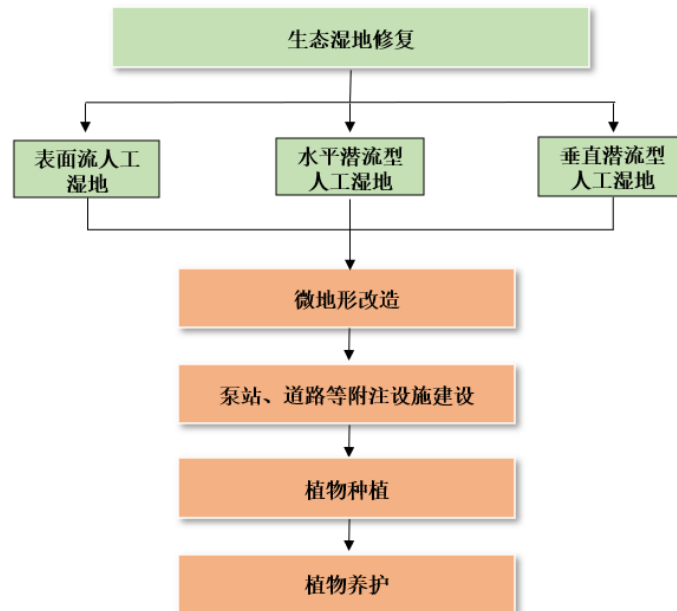 生态湿地修复
表面流人工
湿地
水平潜流型
人工湿地
垂直潜流型
人工湿地
微地形改造
泵站、道路等附注设施建设
植物种植
植物养护